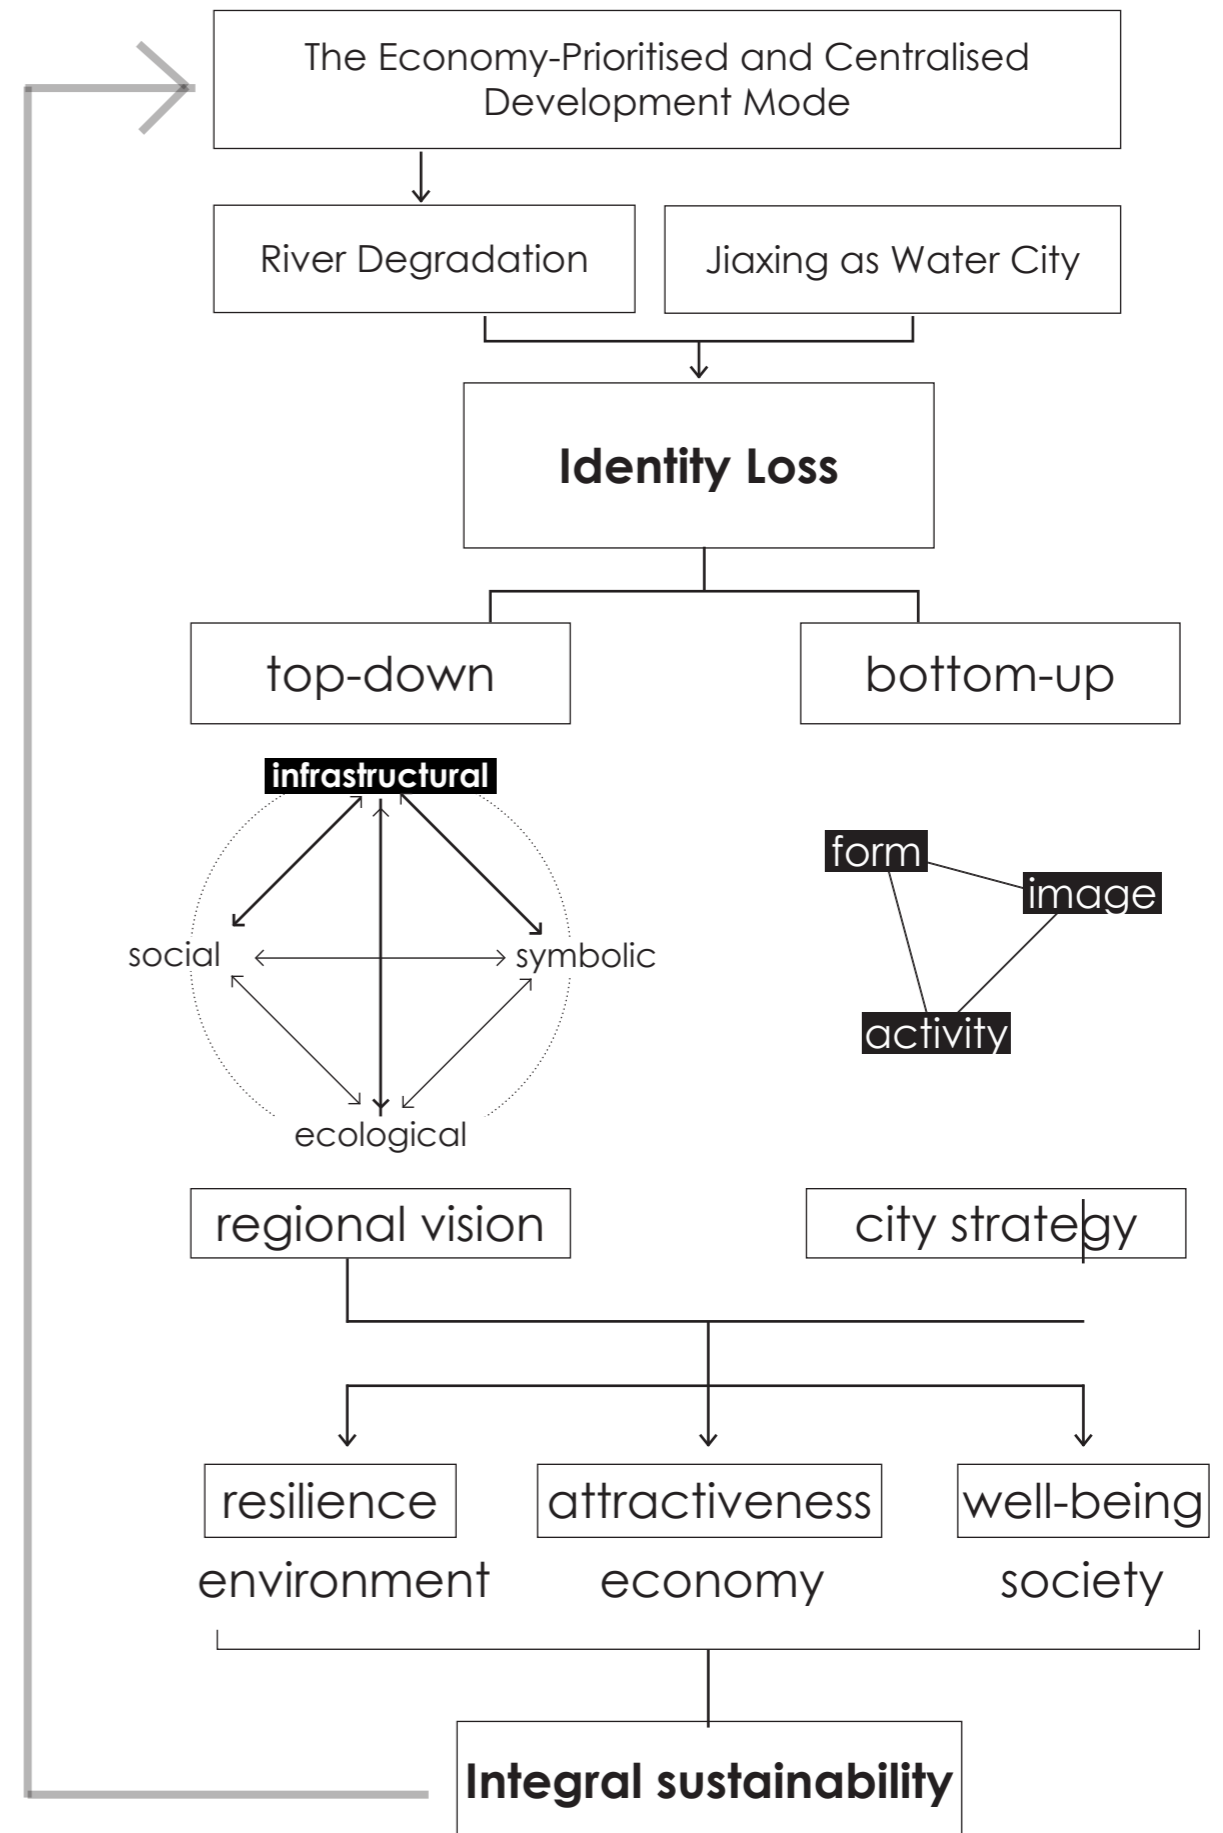 The Economy-Prioritised and Centralised
Development Mode
River Degradation
Jiaxing as Water City
Identity Loss
top-down
bottom-up
infrastructural
social
symbolic
ecological
form
image
activity
regional vision
city strategy
resilience
attractiveness
well-being
environment
economy
society
Integral sustainability